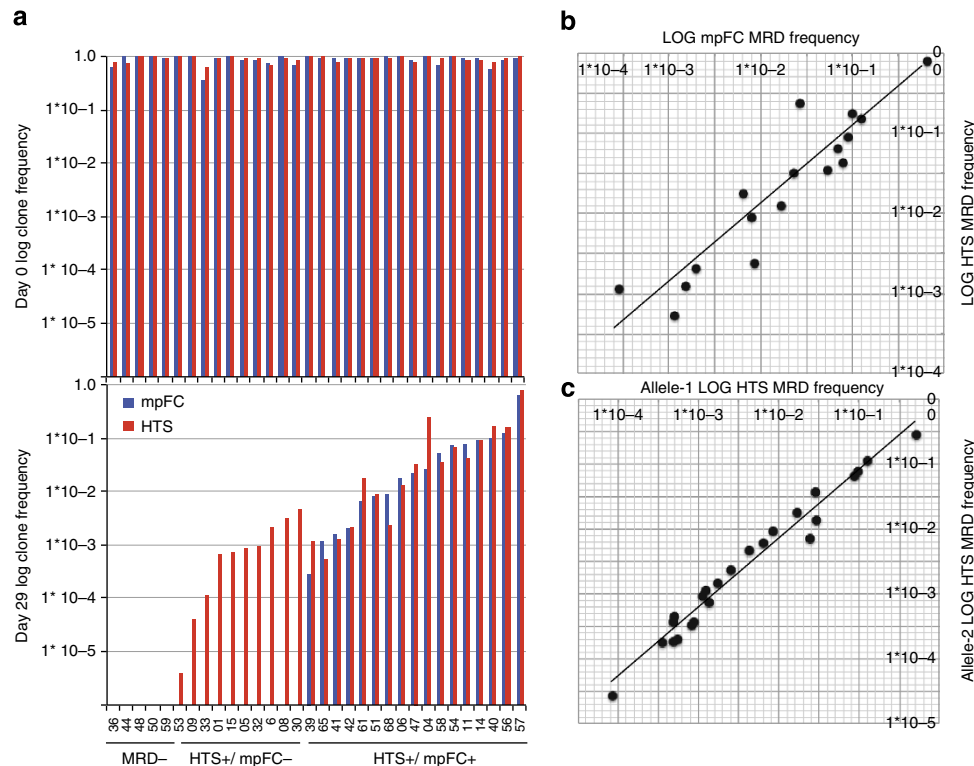 a
Day 0 log clone frequency
1.0
1*10–1
1*10–2
1*10–3
1* 10–4
1* 10–5
Day 29 log clone frequency
1.0
1*10–1
1*10–2
1*10–3
1* 10–4
1* 10–5
mpFC
HTS
36 44 48 50 59 53 09 33 01 15 05 32 6 08 30 39 65 41 42 61 51 68 06 47 04 58 54 11 14 40 56 57
MRD– HTS+/ mpFC– HTS+/ mpFC+
b
LOG mpFC MRD frequency
1*10–4 1*10–3 1*10–2 1*10–1 0
0
1*10–1
1*10–2
1*10–3
1*10–4
LOG HTS MRD frequency
c
Allele-1 LOG HTS MRD frequency
1*10–4 1*10–3 1*10–2 1*10–1 0
0
1*10–1
1*10–2
1*10–3
1*10–4
1*10–5
Allele-2 LOG HTS MRD frequency